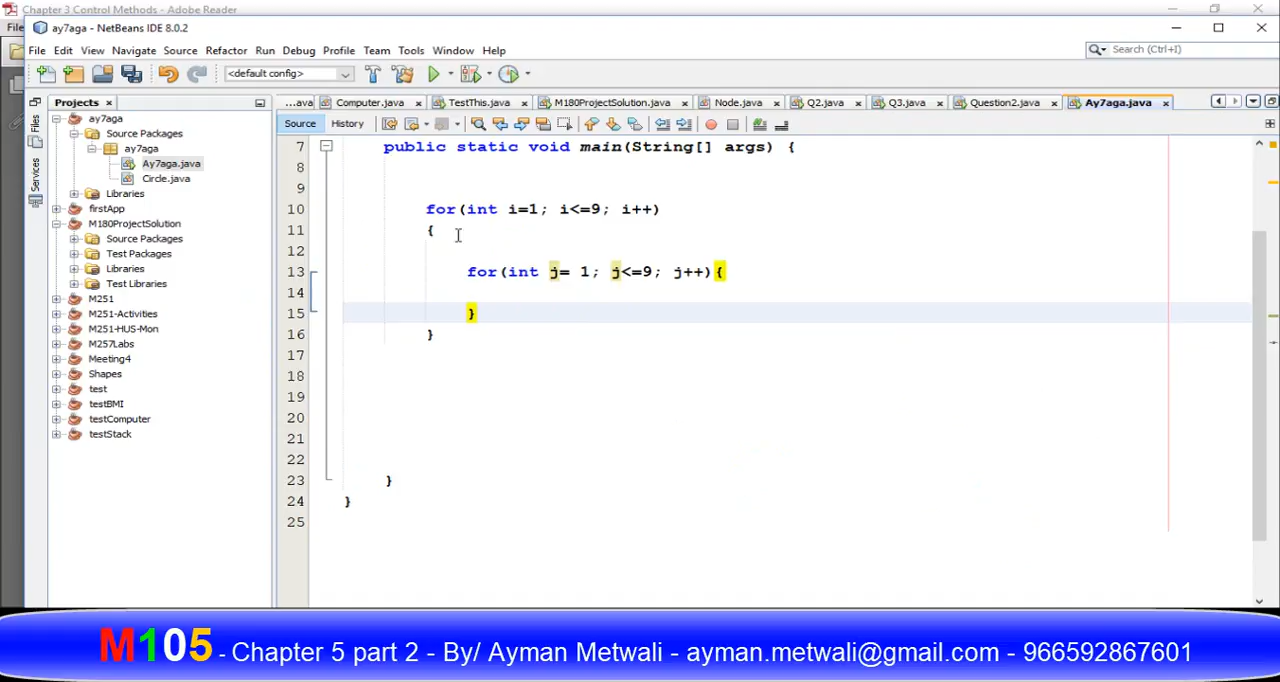 Chapter 3 Control Methods - Adobe Reader
File
ay7aga - NetBeans IDE 8.0.2
File Edit View Navigate Source Refactor Run Debug Profile Team Tools Window Help
Search (Ctrl+I)
<default config>
Projects
...ava Computer.java TestThis.java M180ProjectSolution.java Node.java Q2.java Q3.java Question2.java Ay7aga.java
Source History
Files
Services
ay7aga
Source Packages
ay7aga
Ay7aga.java
Circle.java
Libraries
firstApp
M180ProjectSolution
Source Packages
Test Packages
Libraries
Test Libraries
M251
M251-Activities
M251-HUS-Mon
M257Labs
Meeting4
Shapes
test
testBMI
testComputer
testStack
7 public static void main(String[] args) {
8
9
10 for(int i=1; i<=9; i++)
11 {
12
13 for(int j= 1; j<=9; j++){
14
15 }
16 }
17
18
19
20
21
22
23 }
24 }
25
M105 - Chapter 5 part 2 - By/ Ayman Metwali - ayman.metwali@gmail.com - 966592867601